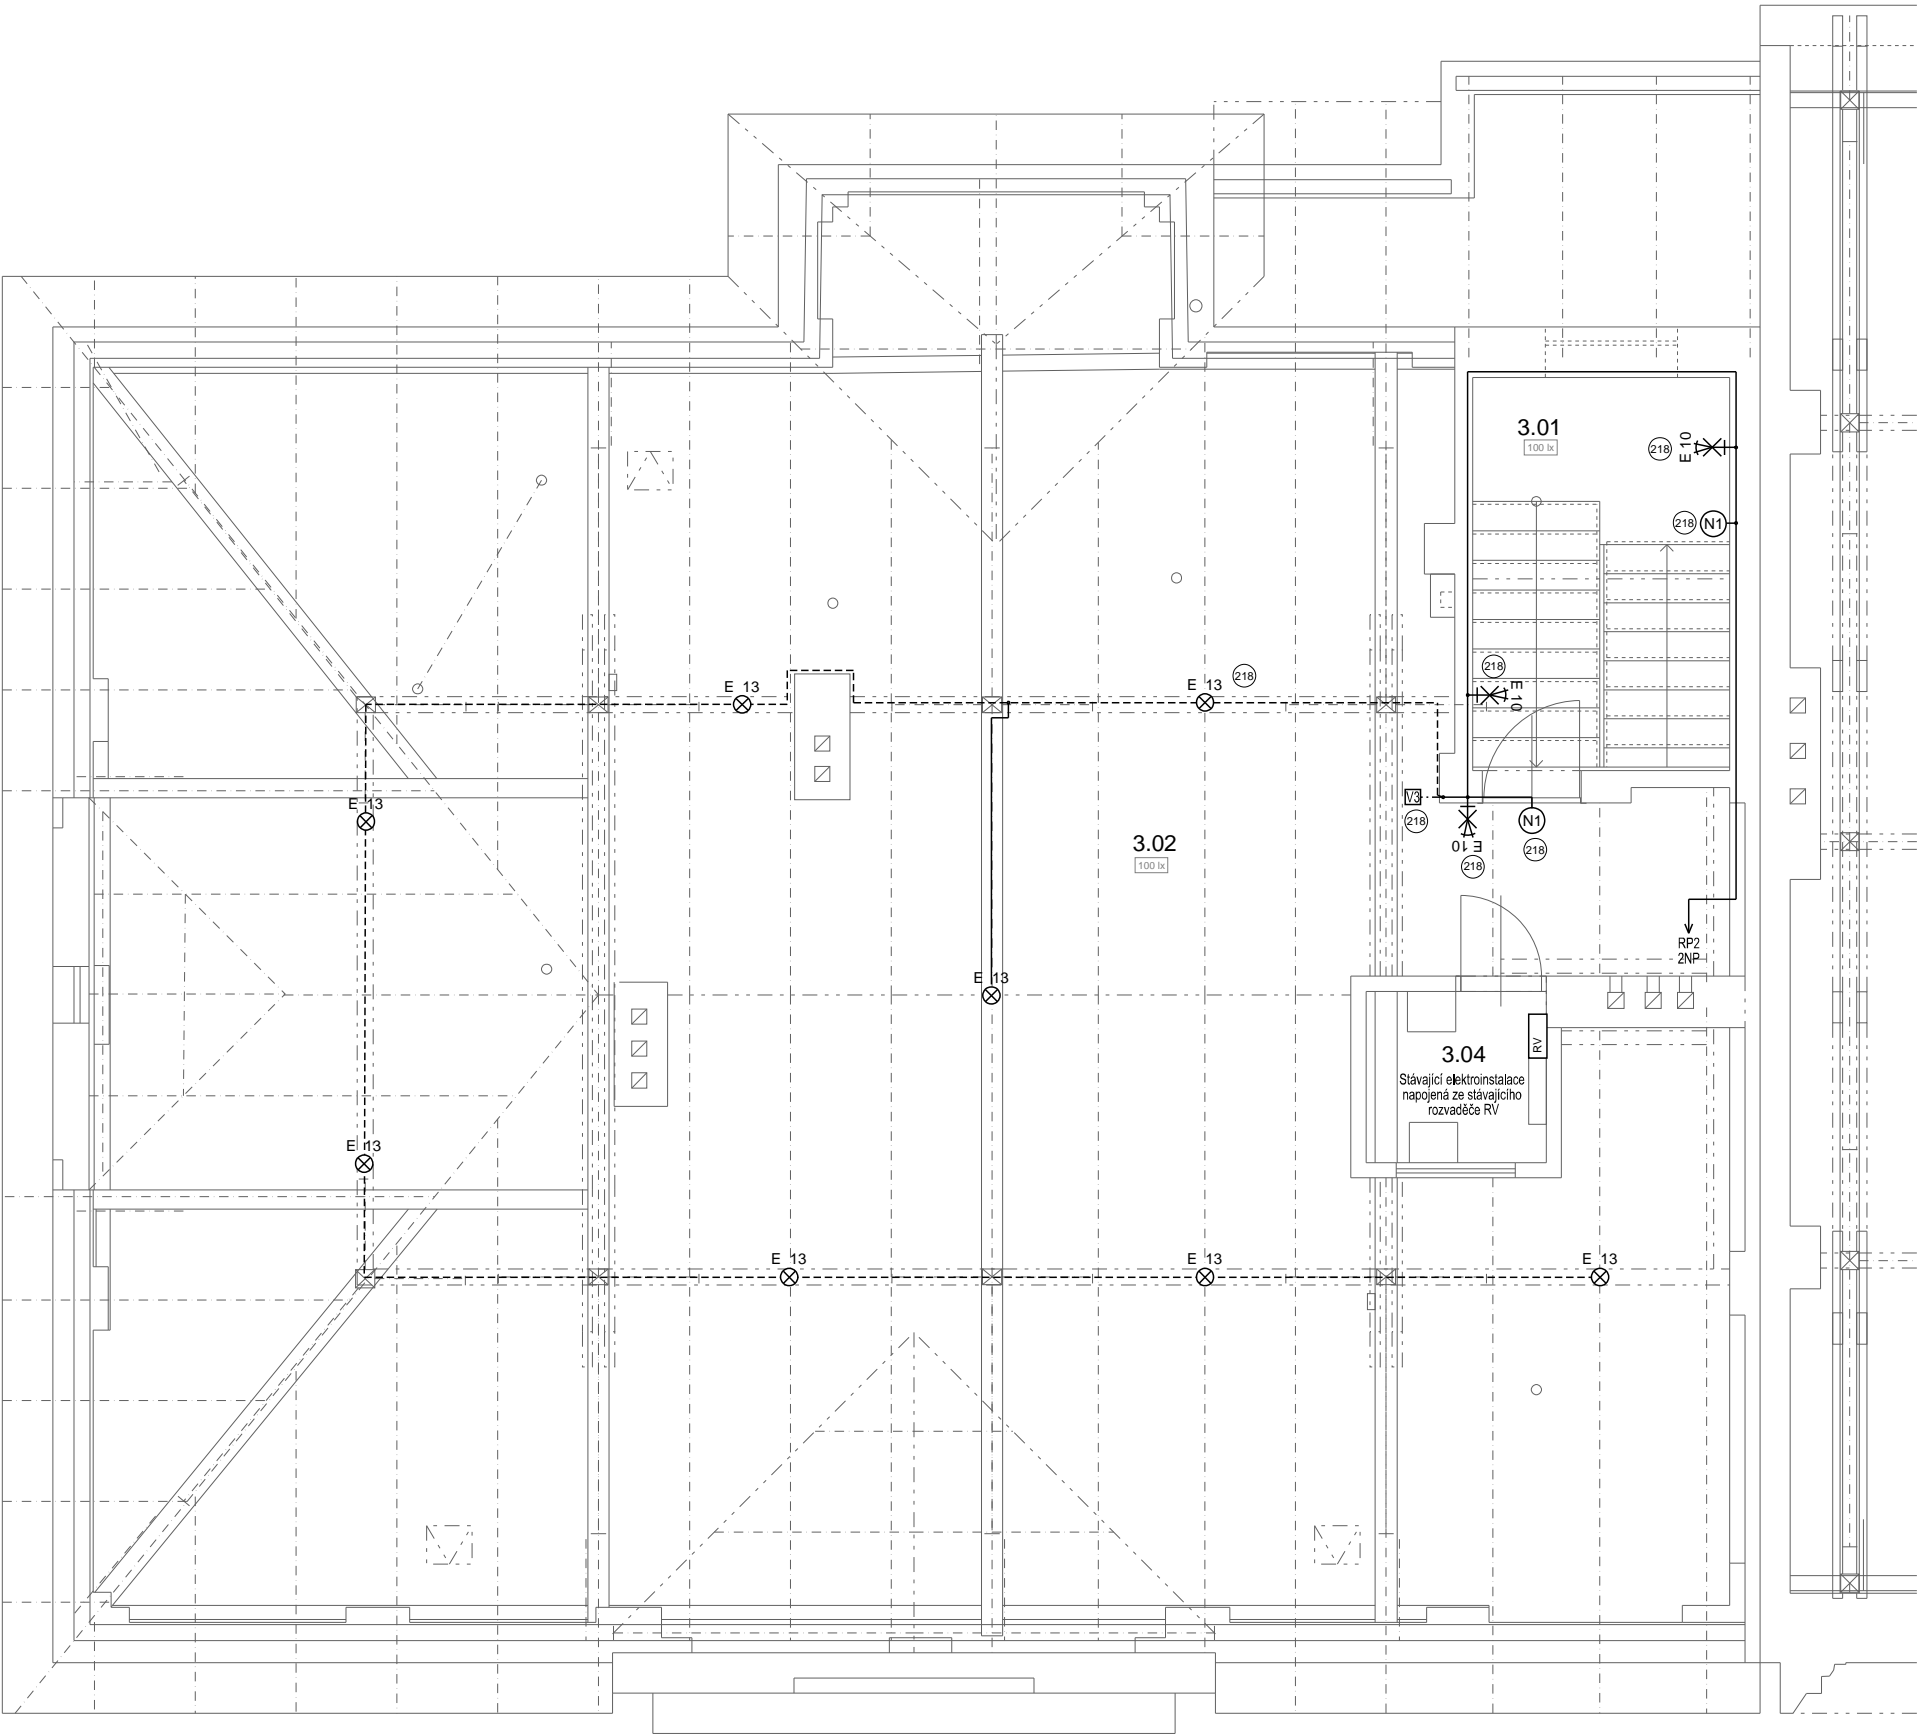 3.01
100 lx
218
E 10
218
N1
218
E 10
E 13
E 13
218
E 13
V3
218
E 10
218
N1
218
3.02
100 lx
RP2
2NP
E 13
RV
3.04
Stávající elektroinstalace
napojená ze stávajícího
rozvaděče RV
E 13
E 13
E 13
E 13